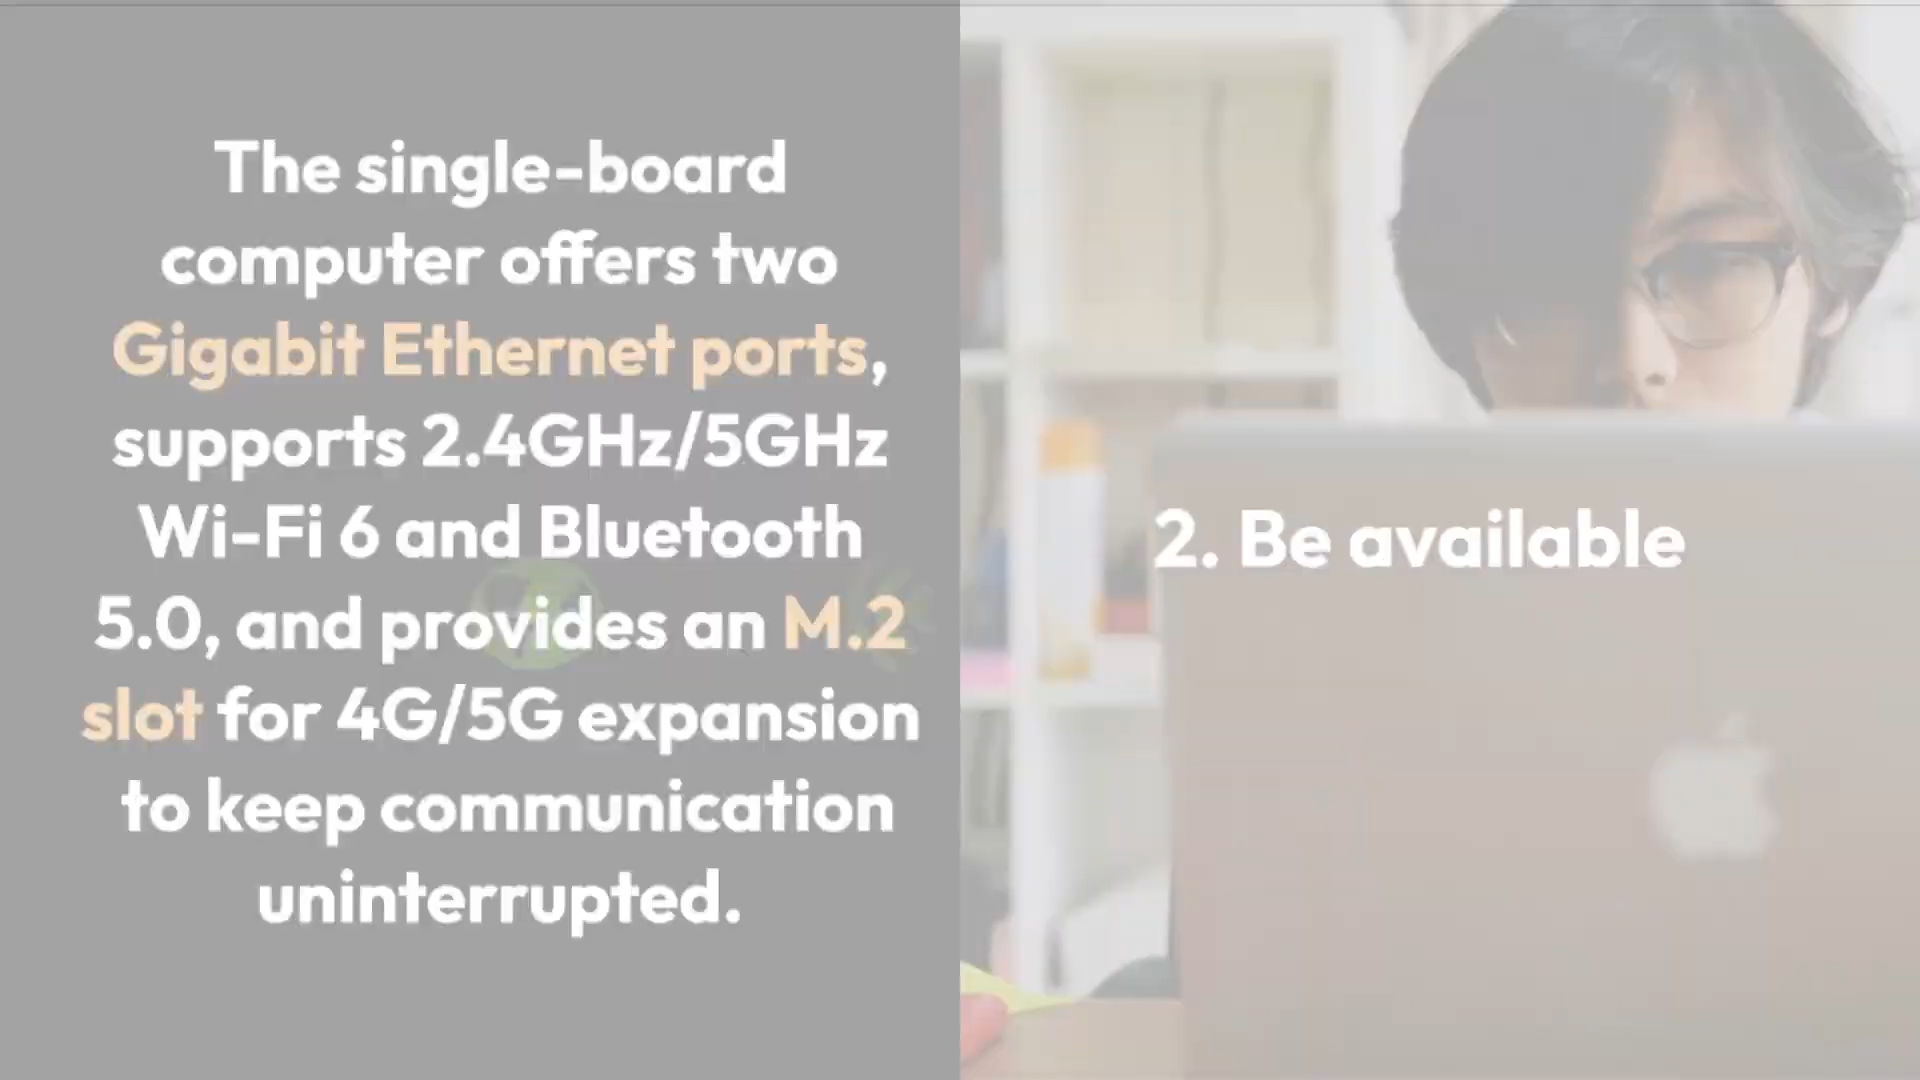 The single-board
computer offers two
Gigabit Ethernet ports,
supports 2.4GHz/5GHz
Wi-Fi 6 and Bluetooth
5.0, and provides an M.2
slot for 4G/5G expansion
to keep communication
uninterrupted.
2. Be available